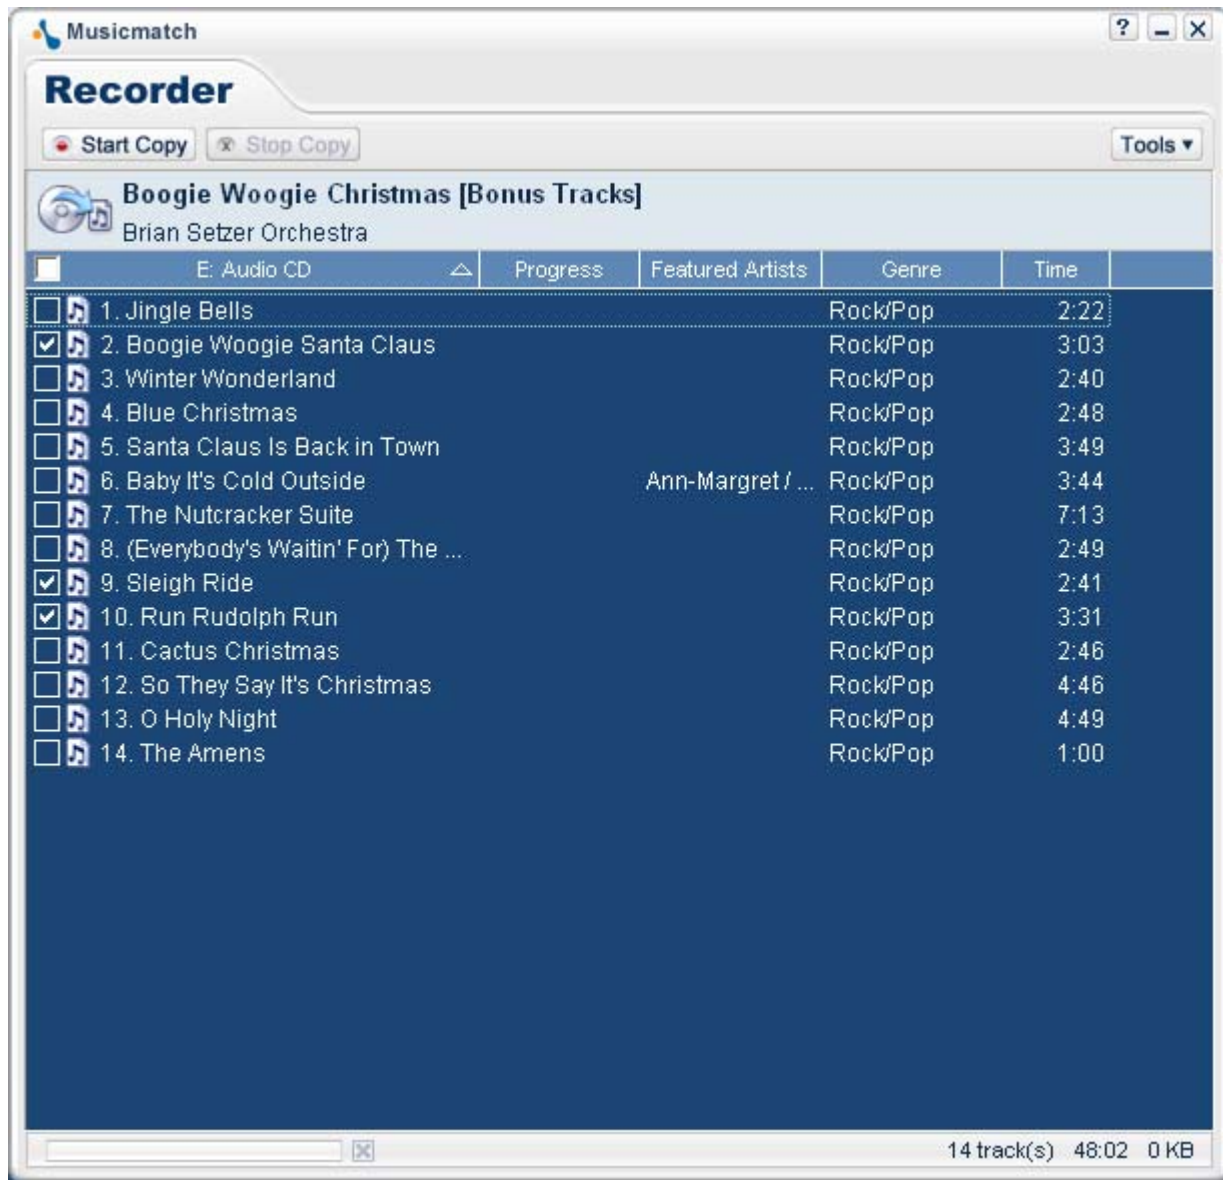 Musicmatch ?
Recorder
Start Copy Stop Copy Tools
Boogie Woogie Christmas [Bonus Tracks]
Brian Setzer Orchestra
E: Audio CD Progress Featured Artists Genre Time
1. Jingle Bells Rock/Pop 2:22
2. Boogie Woogie Santa Claus Rock/Pop 3:03
3. Winter Wonderland Rock/Pop 2:40
4. Blue Christmas Rock/Pop 2:48
5. Santa Claus Is Back in Town Rock/Pop 3:49
6. Baby It's Cold Outside Ann-Margret / ... Rock/Pop 3:44
7. The Nutcracker Suite Rock/Pop 7:13
8. (Everybody's Waitin' For) The ... Rock/Pop 2:49
9. Sleigh Ride Rock/Pop 2:41
10. Run Rudolph Run Rock/Pop 3:31
11. Cactus Christmas Rock/Pop 2:46
12. So They Say It's Christmas Rock/Pop 4:46
13. O Holy Night Rock/Pop 4:49
14. The Amens Rock/Pop 1:00
14 track(s) 48:02 0 KB